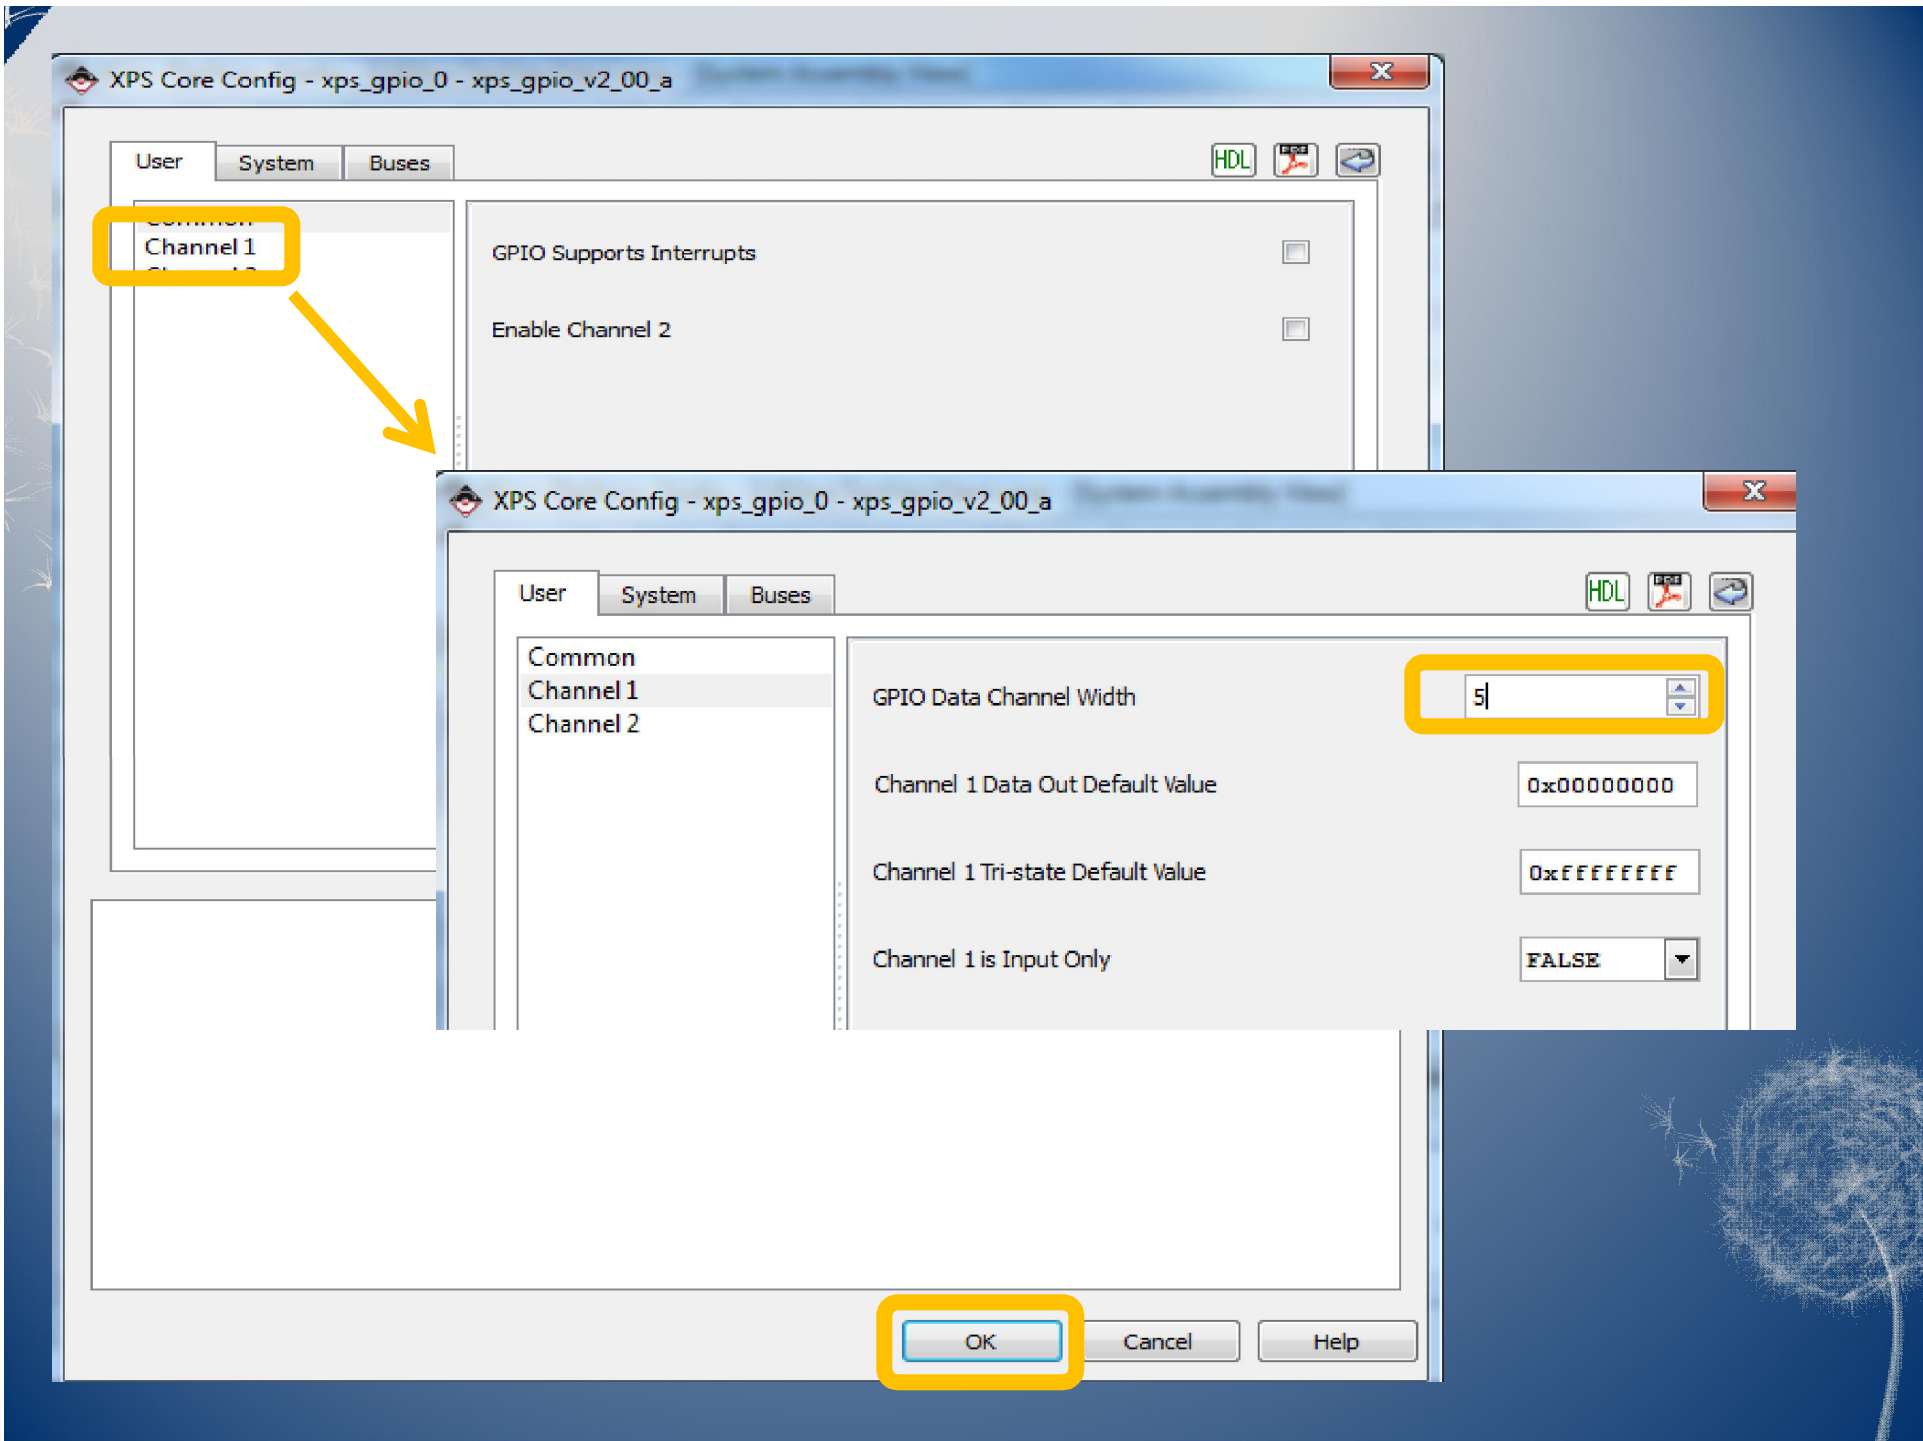 XPS Core Config - xps_gpio_0 - xps_gpio_v2_00_a
User System Buses
HDL
Common
Channel 1
Channel 2
GPIO Supports Interrupts
Enable Channel 2
XPS Core Config - xps_gpio_0 - xps_gpio_v2_00_a
User System Buses
HDL
Common
Channel 1
Channel 2
GPIO Data Channel Width 5
Channel 1 Data Out Default Value 0x00000000
Channel 1 Tri-state Default Value 0xffffffff
Channel 1 is Input Only FALSE
OK Cancel Help